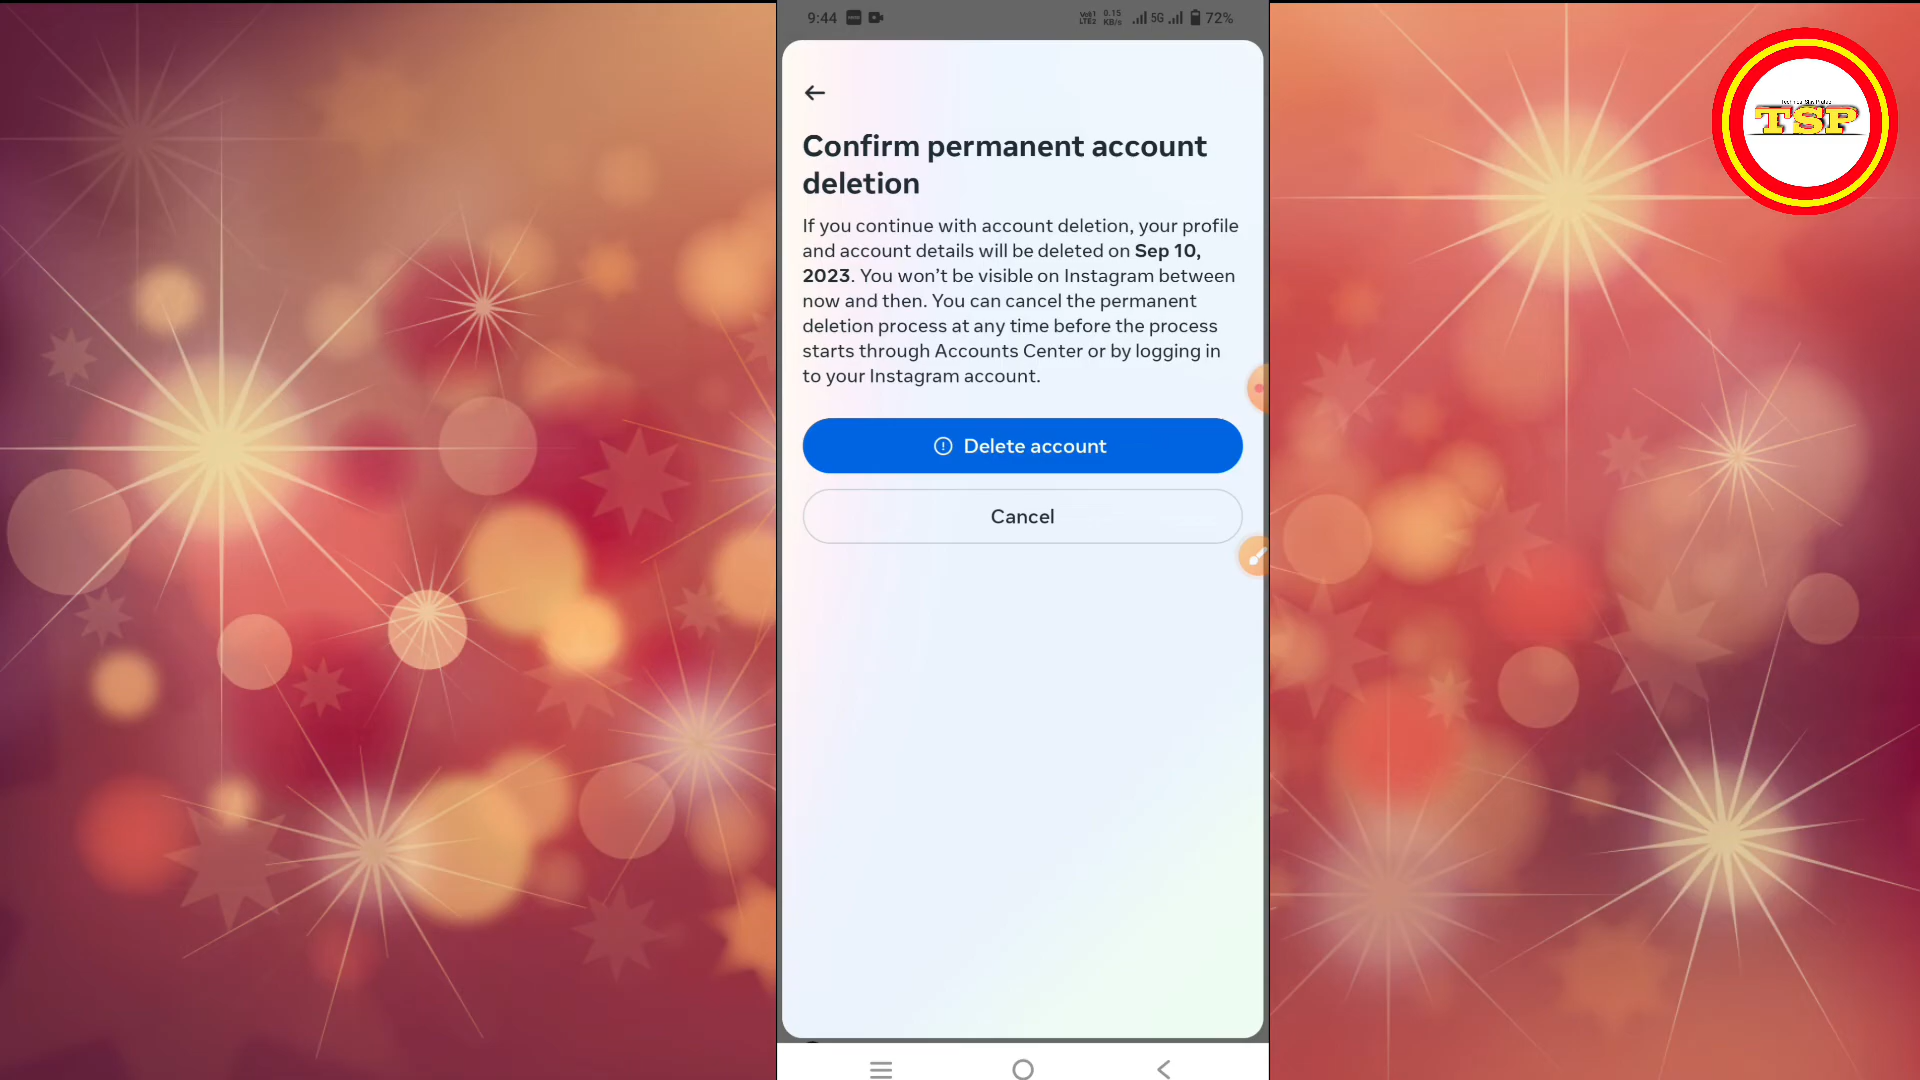 9:44
5G
72%
TSP
Confirm permanent account
deletion
If you continue with account deletion, your profile
and account details will be deleted on Sep 10,
2023. You won’t be visible on Instagram between
now and then. You can cancel the permanent
deletion process at any time before the process
starts through Accounts Center or by logging in
to your Instagram account.
Delete account
Cancel